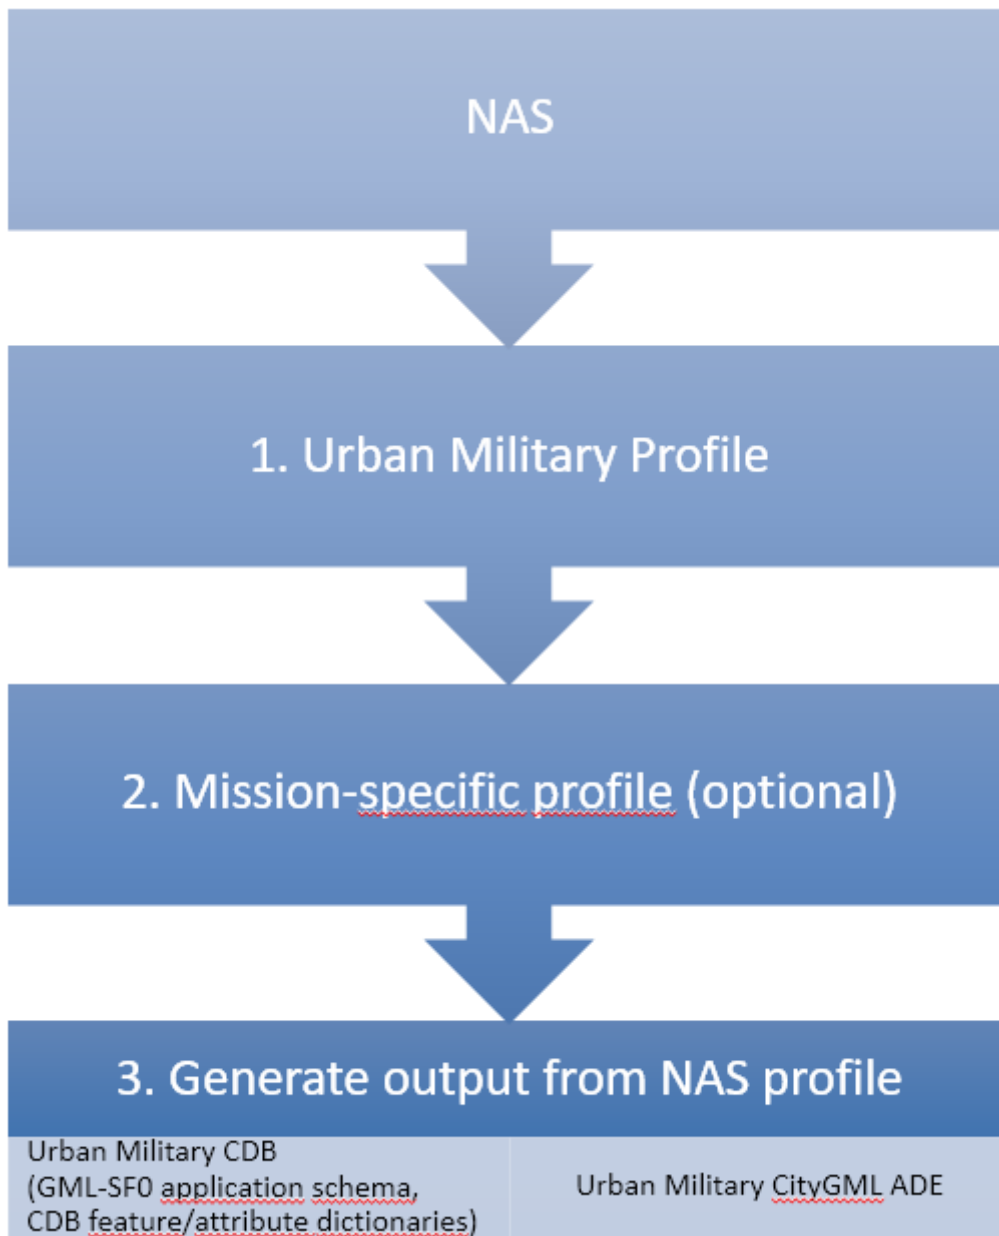 NAS
1. Urban Military Profile
2. Mission-specific profile (optional)
3. Generate output from NAS profile
Urban Military CDB
(GML-SF0 application schema,
CDB feature/attribute dictionaries)
Urban Military CityGML ADE